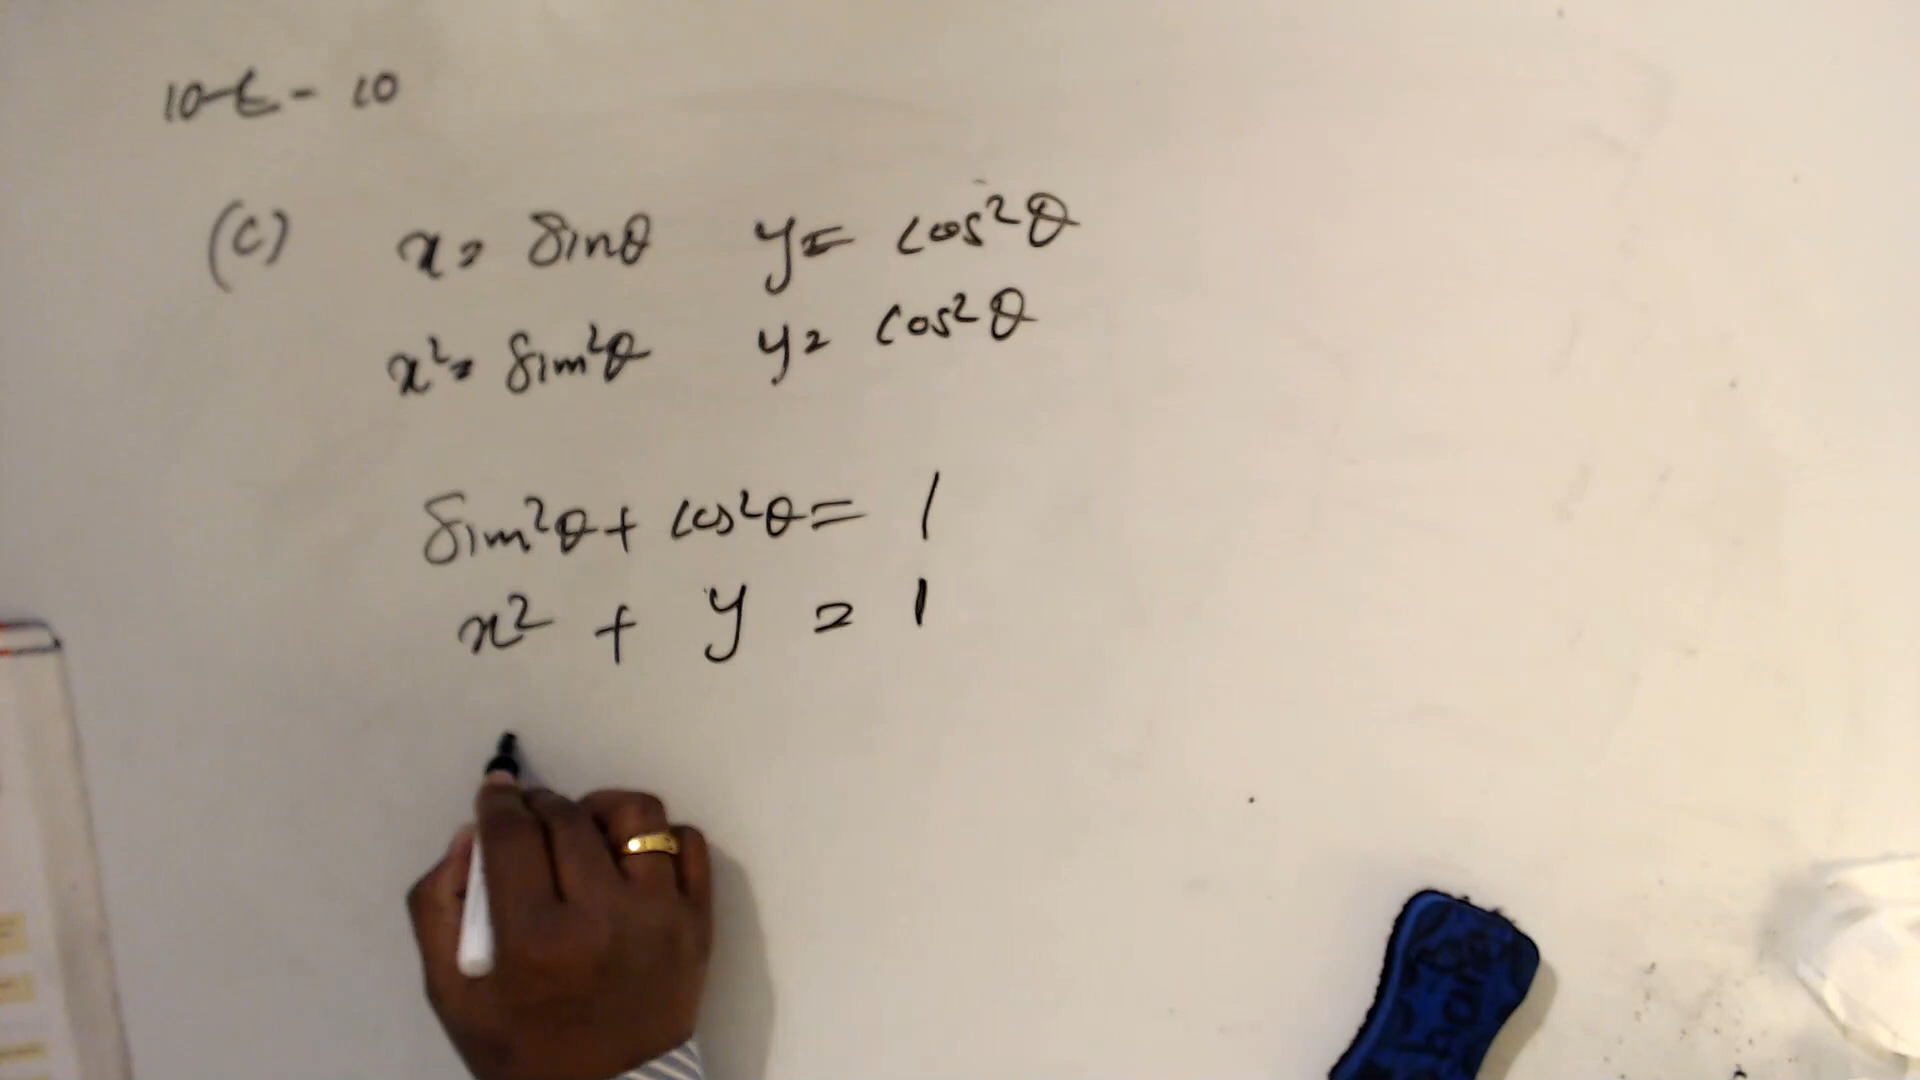 10-t - 10
(c) x = sinθ y = cos²θ
x² = sin²θ y = cos²θ
sin²θ + cos²θ = 1
x² + y = 1